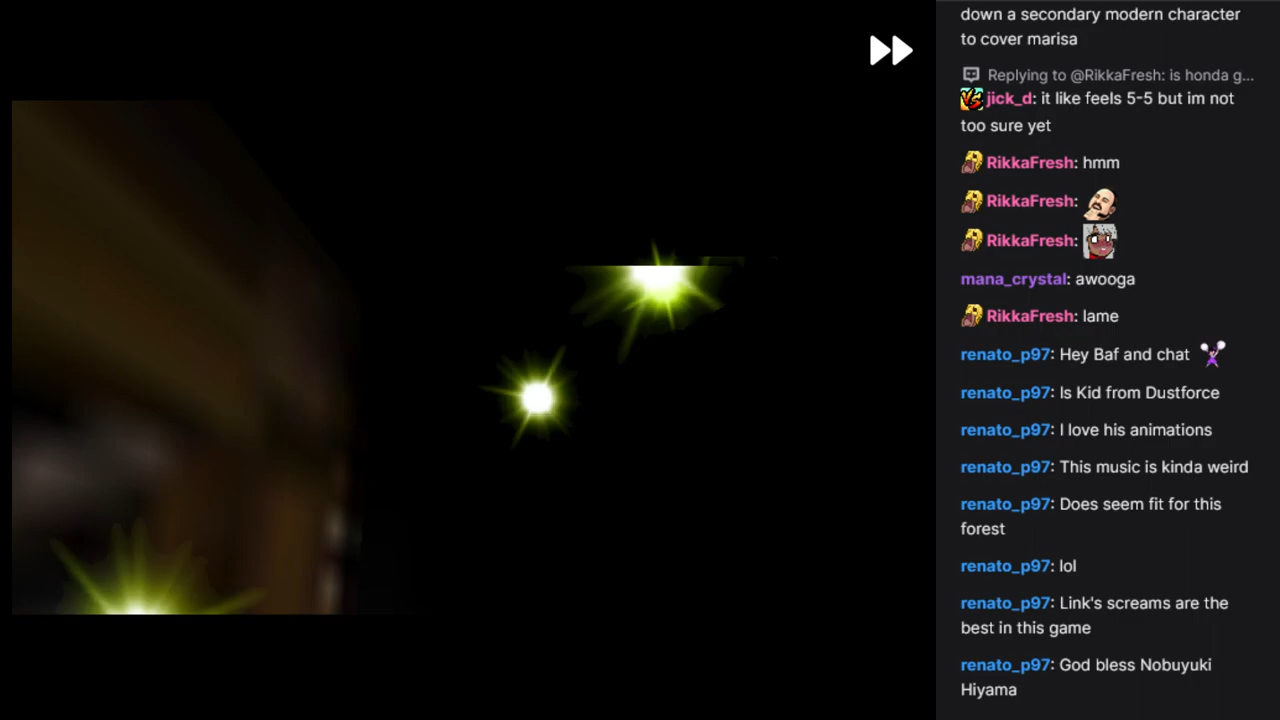 down a secondary modern character
to cover marisa
Replying to @RikkaFresh: is honda g...
jick_d: it like feels 5-5 but im not
too sure yet
RikkaFresh: hmm
RikkaFresh:
RikkaFresh:
mana_crystal: awooga
RikkaFresh: lame
renato_p97: Hey Baf and chat
renato_p97: Is Kid from Dustforce
renato_p97: I love his animations
renato_p97: This music is kinda weird
renato_p97: Does seem fit for this
forest
renato_p97: lol
renato_p97: Link's screams are the
best in this game
renato_p97: God bless Nobuyuki
Hiyama